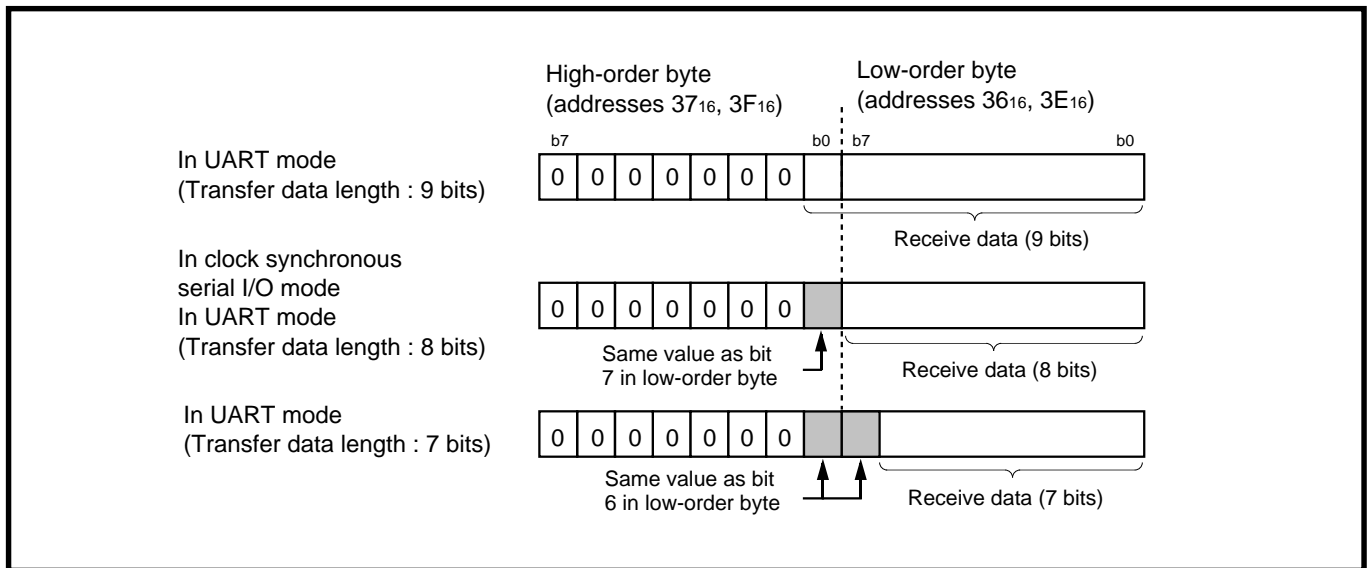 High-order byte
(addresses 37₁₆, 3F₁₆)
Low-order byte
(addresses 36₁₆, 3E₁₆)
b7 b0 b7 b0
In UART mode
(Transfer data length : 9 bits)
0 0 0 0 0 0 0
Receive data (9 bits)
In clock synchronous
serial I/O mode
In UART mode
(Transfer data length : 8 bits)
0 0 0 0 0 0 0
Same value as bit
7 in low-order byte
Receive data (8 bits)
In UART mode
(Transfer data length : 7 bits)
0 0 0 0 0 0 0
Same value as bit
6 in low-order byte
Receive data (7 bits)